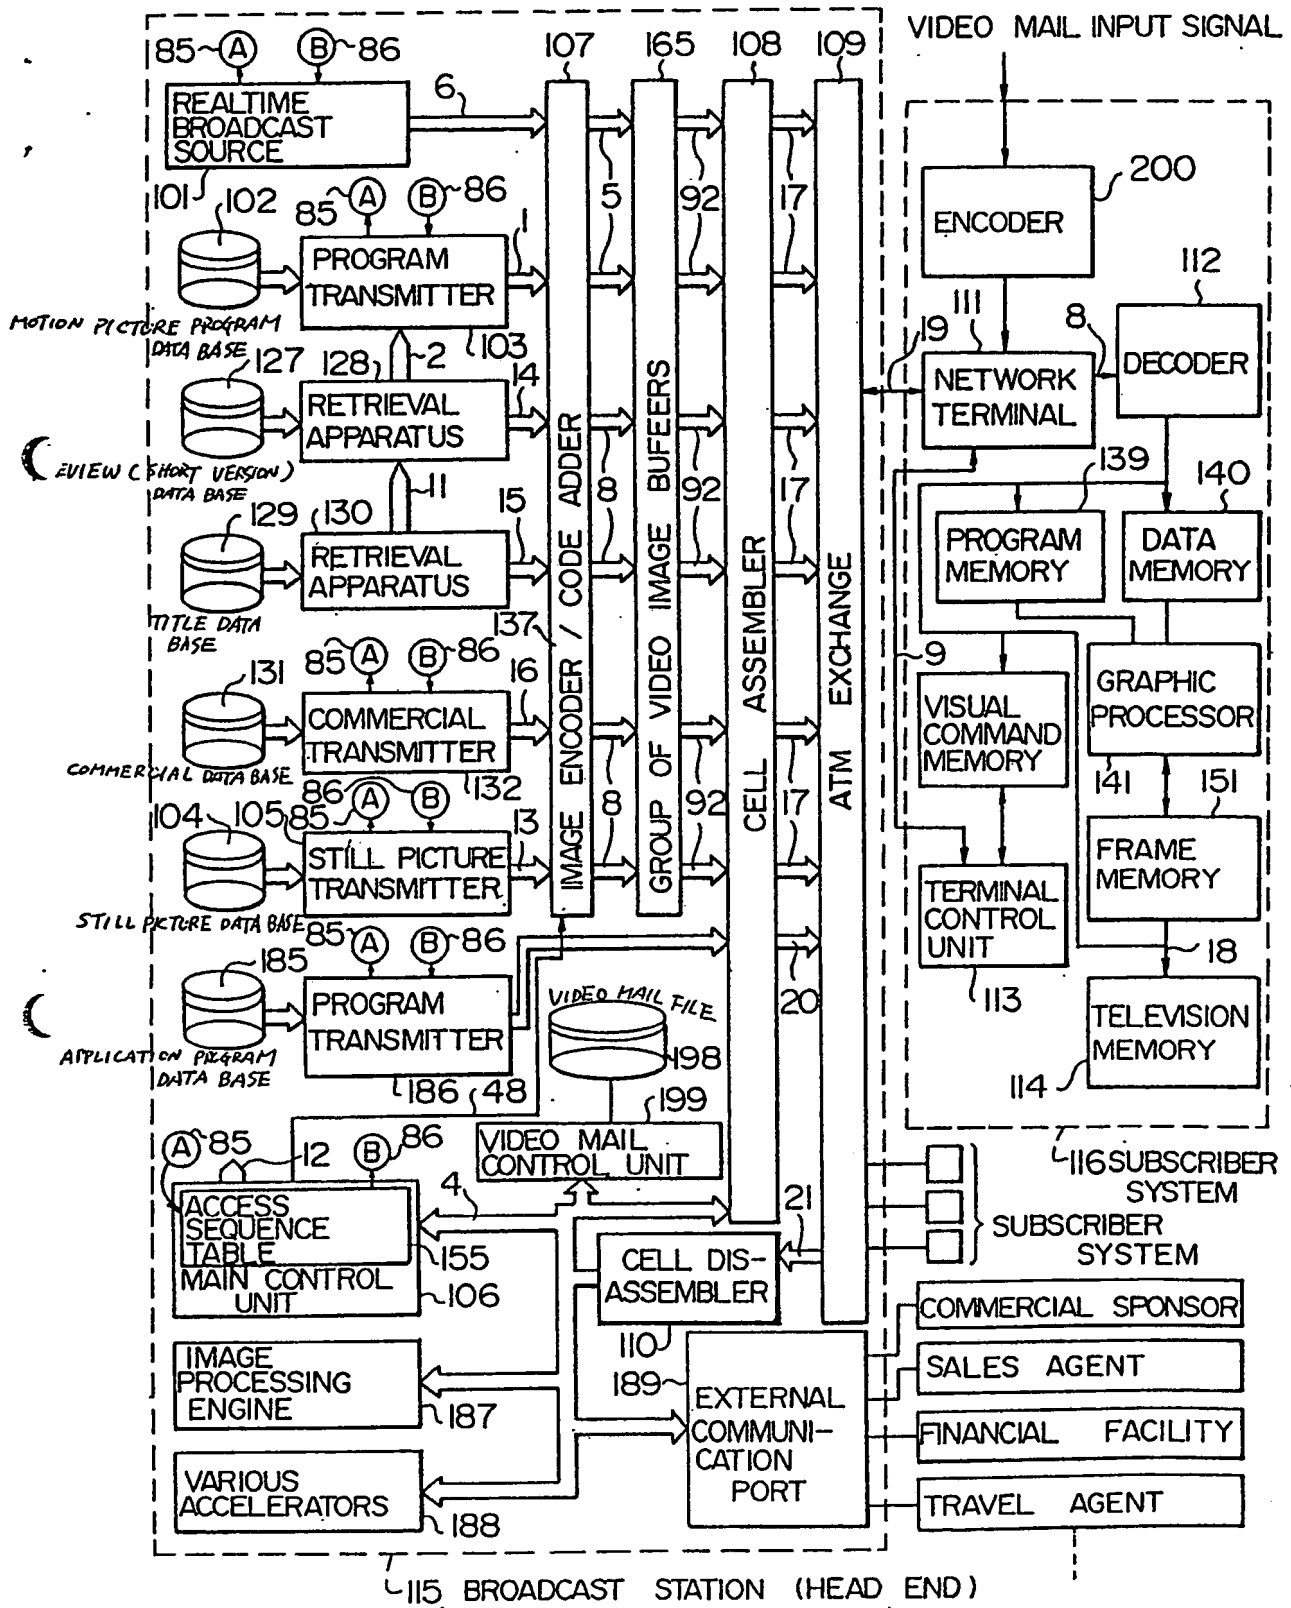 VIDEO MAIL INPUT SIGNAL
85 A B 86
107 165 108 109
REALTIME
BROADCAST
SOURCE
6
101
5 92 17
102
85 A B 86
PROGRAM
TRANSMITTER
1
103
MOTION PICTURE PROGRAM
DATA BASE
2
127
128
RETRIEVAL
APPARATUS
14
EVIEW (SHORT VERSION)
DATA BASE
11
8 92 17
129
130
RETRIEVAL
APPARATUS
15
TITLE DATA
BASE
137
131
85 A B 86
COMMERCIAL
TRANSMITTER
16
132
COMMERCIAL DATA BASE
86
85 A B
8 92 17
104
105
STILL PICTURE
TRANSMITTER
13
STILL PICTURE DATA BASE
85 A B 86
185
PROGRAM
TRANSMITTER
186
48
APPLICATION PROGRAM
DATA BASE
20
IMAGE ENCODER / CODE ADDER
GROUP OF VIDEO IMAGE BUFEERS
CELL ASSEMBLER
ATM EXCHANGE
VIDEO MAIL FILE
198
199
VIDEO MAIL
CONTROL UNIT
A 85
12
B 86
ACCESS
SEQUENCE
TABLE
155
MAIN CONTROL
UNIT
106
4
21
CELL DIS-
ASSEMBLER
110
IMAGE
PROCESSING
ENGINE
187
VARIOUS
ACCELERATORS
188
189
EXTERNAL
COMMUNI-
CATION
PORT
115 BROADCAST STATION (HEAD END)
ENCODER
200
19
111
NETWORK
TERMINAL
8
112
DECODER
139
PROGRAM
MEMORY
140
DATA
MEMORY
9
VISUAL
COMMAND
MEMORY
GRAPHIC
PROCESSOR
141
151
FRAME
MEMORY
TERMINAL
CONTROL
UNIT
113
18
TELEVISION
MEMORY
114
116 SUBSCRIBER
SYSTEM
SUBSCRIBER
SYSTEM
COMMERCIAL SPONSOR
SALES AGENT
FINANCIAL FACILITY
TRAVEL AGENT